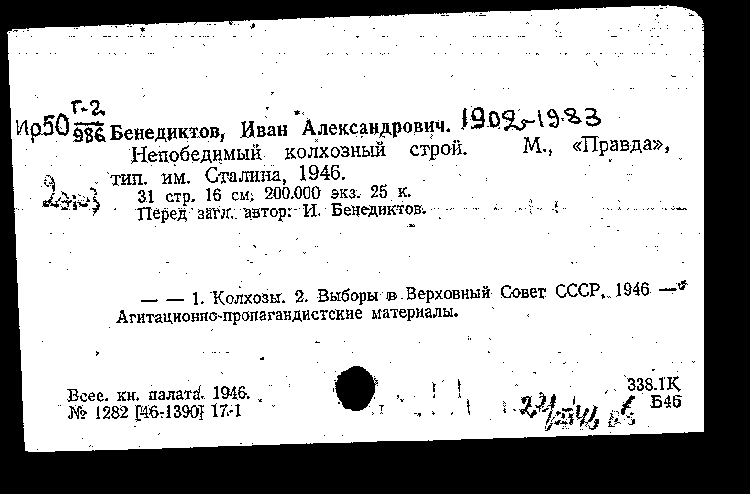 Г-2
Ир50 986 Бенедиктов, Иван Александрович. 1902-1983
Непобедимый колхозный строй. М., «Правда»,
тип. им. Сталина, 1946.
2 экз
31 стр. 16 см. 200.000 экз. 25 к.
Перед загл. автор: И. Бенедиктов.
— — 1. Колхозы. 2. Выборы в Верховный Совет СССР, 1946 —
Агитационно-пропагандистские материалы.
Всес. кн. палата. 1946.
№ 1282 [46-1390] 17-1
338.1К
Б46